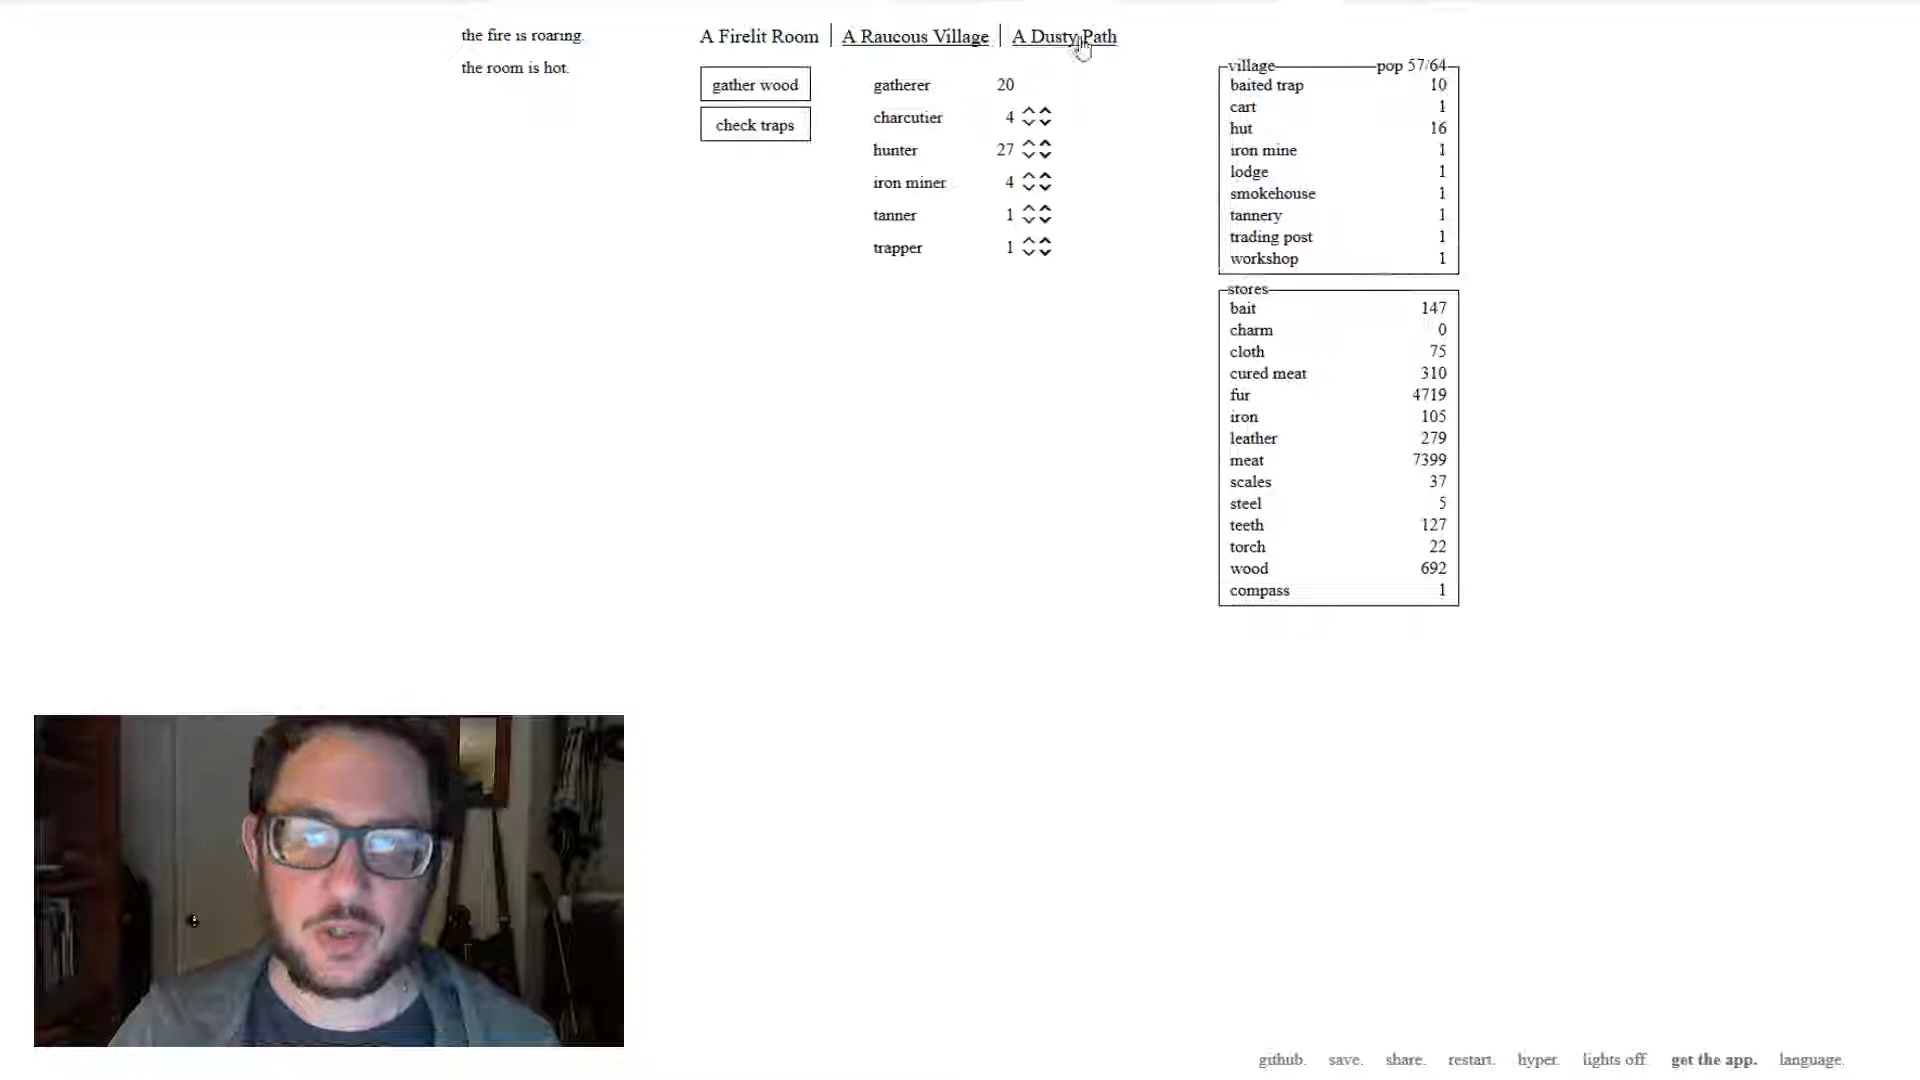 the fire is roaring.
the room is hot.
A Firelit Room | A Raucous Village | A Dusty Path
gather wood
check traps
gatherer 20
charcutier 4
hunter 27
iron miner 4
tanner 1
trapper 1
village pop 57/64
baited trap 10
cart 1
hut 16
iron mine 1
lodge 1
smokehouse 1
tannery 1
trading post 1
workshop 1
stores
bait 147
charm 0
cloth 75
cured meat 310
fur 4719
iron 105
leather 279
meat 7399
scales 37
steel 5
teeth 127
torch 22
wood 692
compass 1
github. save. share. restart. hyper. lights off. get the app. language.